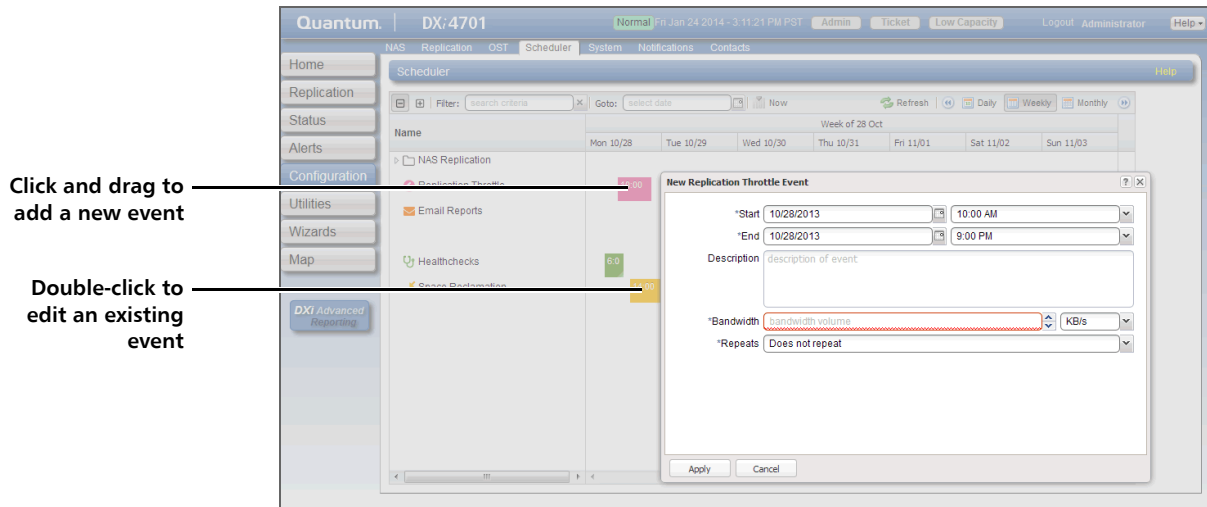 Quantum. DXi4701 Normal Fri Jan 24 2014 - 3:11:21 PM PST Admin Ticket Low Capacity Logout Administrator Help
NAS Replication OST Scheduler System Notifications Contacts
Home
Replication
Status
Alerts
Configuration
Utilities
Wizards
Map
DXi Advanced
Reporting
Scheduler Help
Filter: search criteria Goto: select date Now Refresh Daily Weekly Monthly
Name
Week of 28 Oct
Mon 10/28 Tue 10/29 Wed 10/30 Thu 10/31 Fri 11/01 Sat 11/02 Sun 11/03
NAS Replication
Replication Throttle
Email Reports
Healthchecks 6:0
Space Reclamation
Click and drag to
add a new event
Double-click to
edit an existing
event
New Replication Throttle Event
*Start 10/28/2013 10:00 AM
*End 10/28/2013 9:00 PM
Description description of event
*Bandwidth bandwidth volume KB/s
*Repeats Does not repeat
Apply Cancel